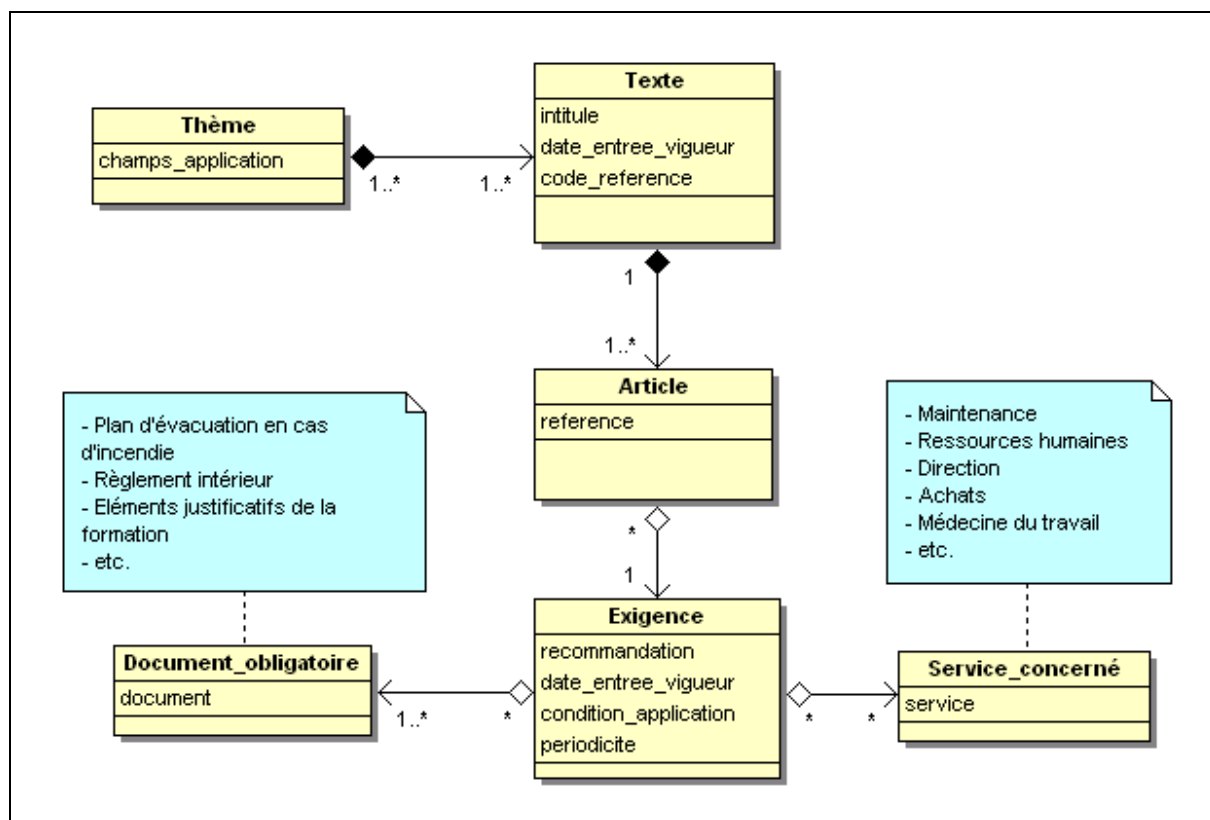 Texte
intitule
date_entree_vigueur
code_reference
Thème
champs_application
1..*
1..*
1
1..*
Article
reference
- Plan d'évacuation en cas
d'incendie
- Règlement intérieur
- Eléments justificatifs de la
formation
- etc.
- Maintenance
- Ressources humaines
- Direction
- Achats
- Médecine du travail
- etc.
*
1
Exigence
recommandation
date_entree_vigueur
condition_application
periodicite
Document_obligatoire
document
1..*
*
*
*
Service_concerné
service